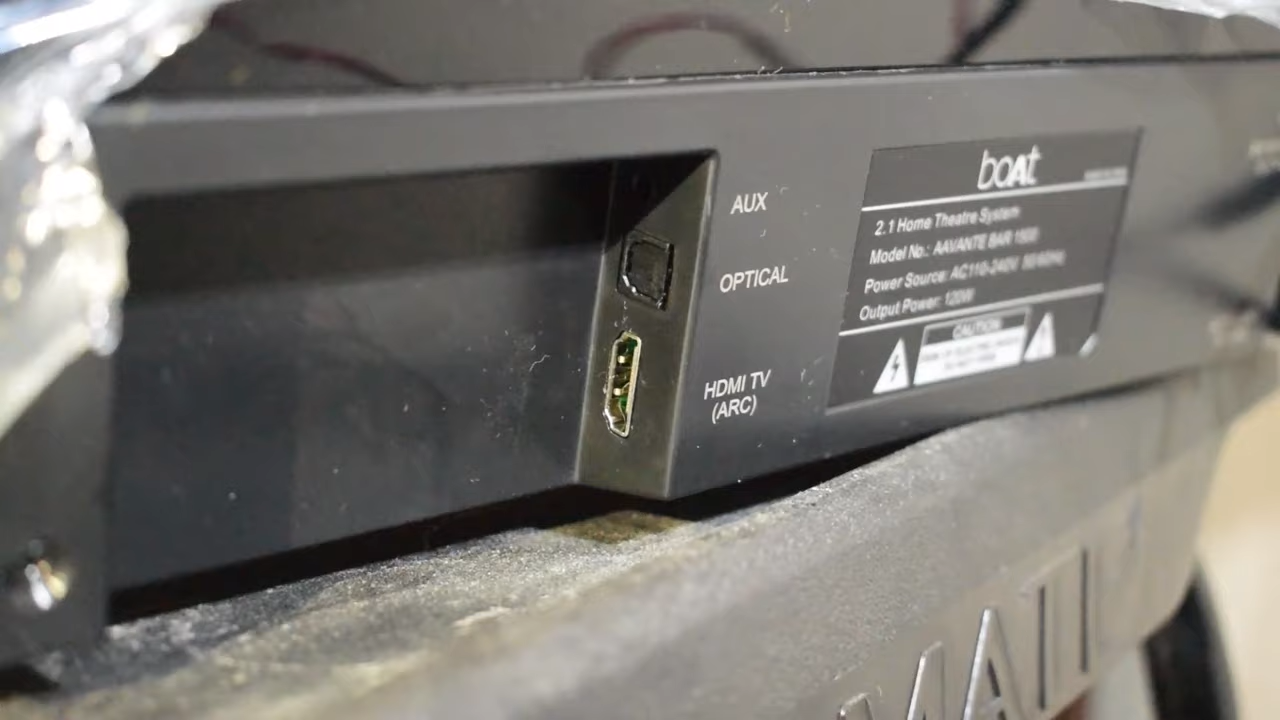 AUX
OPTICAL
HDMI TV
(ARC)
boAt
2.1 Home Theatre System
Model No.: AAVANTE BAR 1500
Power Source: AC110-240V 50/60Hz
Output Power: 120W
CAUTION